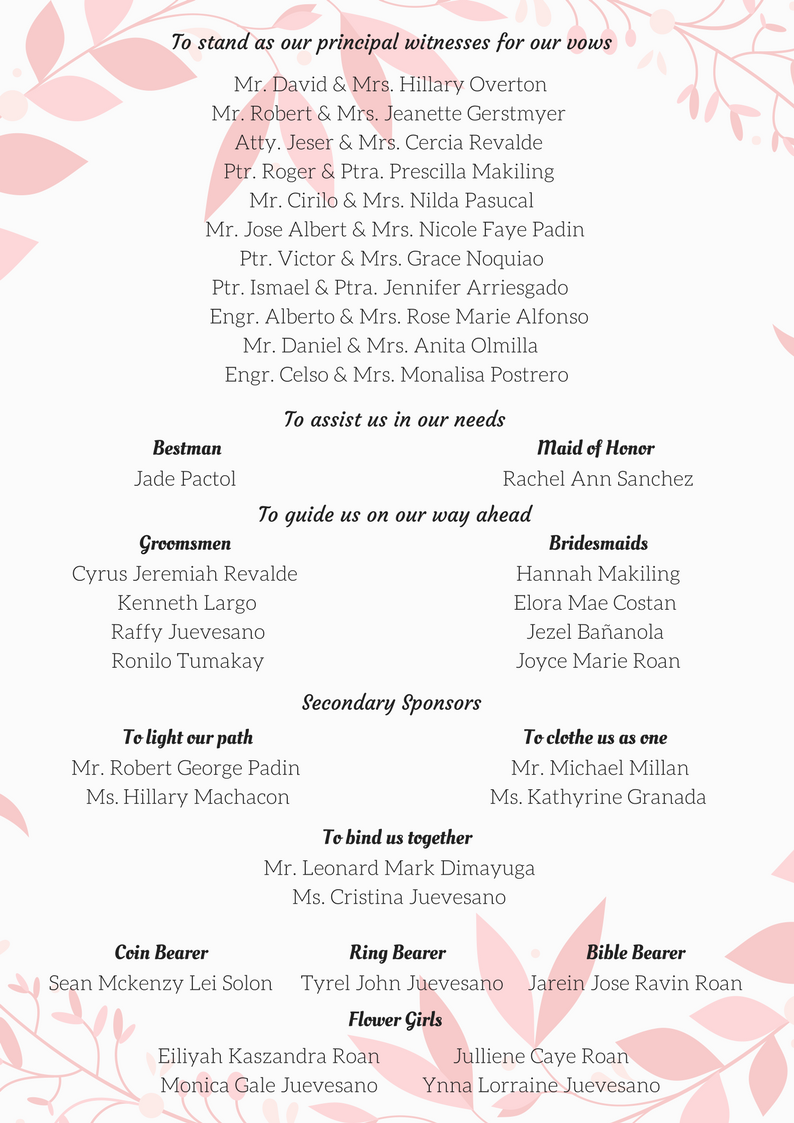 To stand as our principal witnesses for our vows
Mr. David & Mrs. Hillary Overton
Mr. Robert & Mrs. Jeanette Gerstmyer
Atty. Jeser & Mrs. Cercia Revalde
Ptr. Roger & Ptra. Prescilla Makiling
Mr. Cirilo & Mrs. Nilda Pasucal
Mr. Jose Albert & Mrs. Nicole Faye Padin
Ptr. Victor & Mrs. Grace Noquiao
Ptr. Ismael & Ptra. Jennifer Arriesgado
Engr. Alberto & Mrs. Rose Marie Alfonso
Mr. Daniel & Mrs. Anita Olmilla
Engr. Celso & Mrs. Monalisa Postrero
To assist us in our needs
Bestman
Jade Pactol
Maid of Honor
Rachel Ann Sanchez
To guide us on our way ahead
Groomsmen
Cyrus Jeremiah Revalde
Kenneth Largo
Raffy Juevesano
Ronilo Tumakay
Bridesmaids
Hannah Makiling
Elora Mae Costan
Jezel Bañanola
Joyce Marie Roan
Secondary Sponsors
To light our path
Mr. Robert George Padin
Ms. Hillary Machacon
To clothe us as one
Mr. Michael Millan
Ms. Kathyrine Granada
To bind us together
Mr. Leonard Mark Dimayuga
Ms. Cristina Juevesano
Coin Bearer
Sean Mckenzy Lei Solon
Ring Bearer
Tyrel John Juevesano
Bible Bearer
Jarein Jose Ravin Roan
Flower Girls
Eiliyah Kaszandra Roan
Monica Gale Juevesano
Julliene Caye Roan
Ynna Lorraine Juevesano